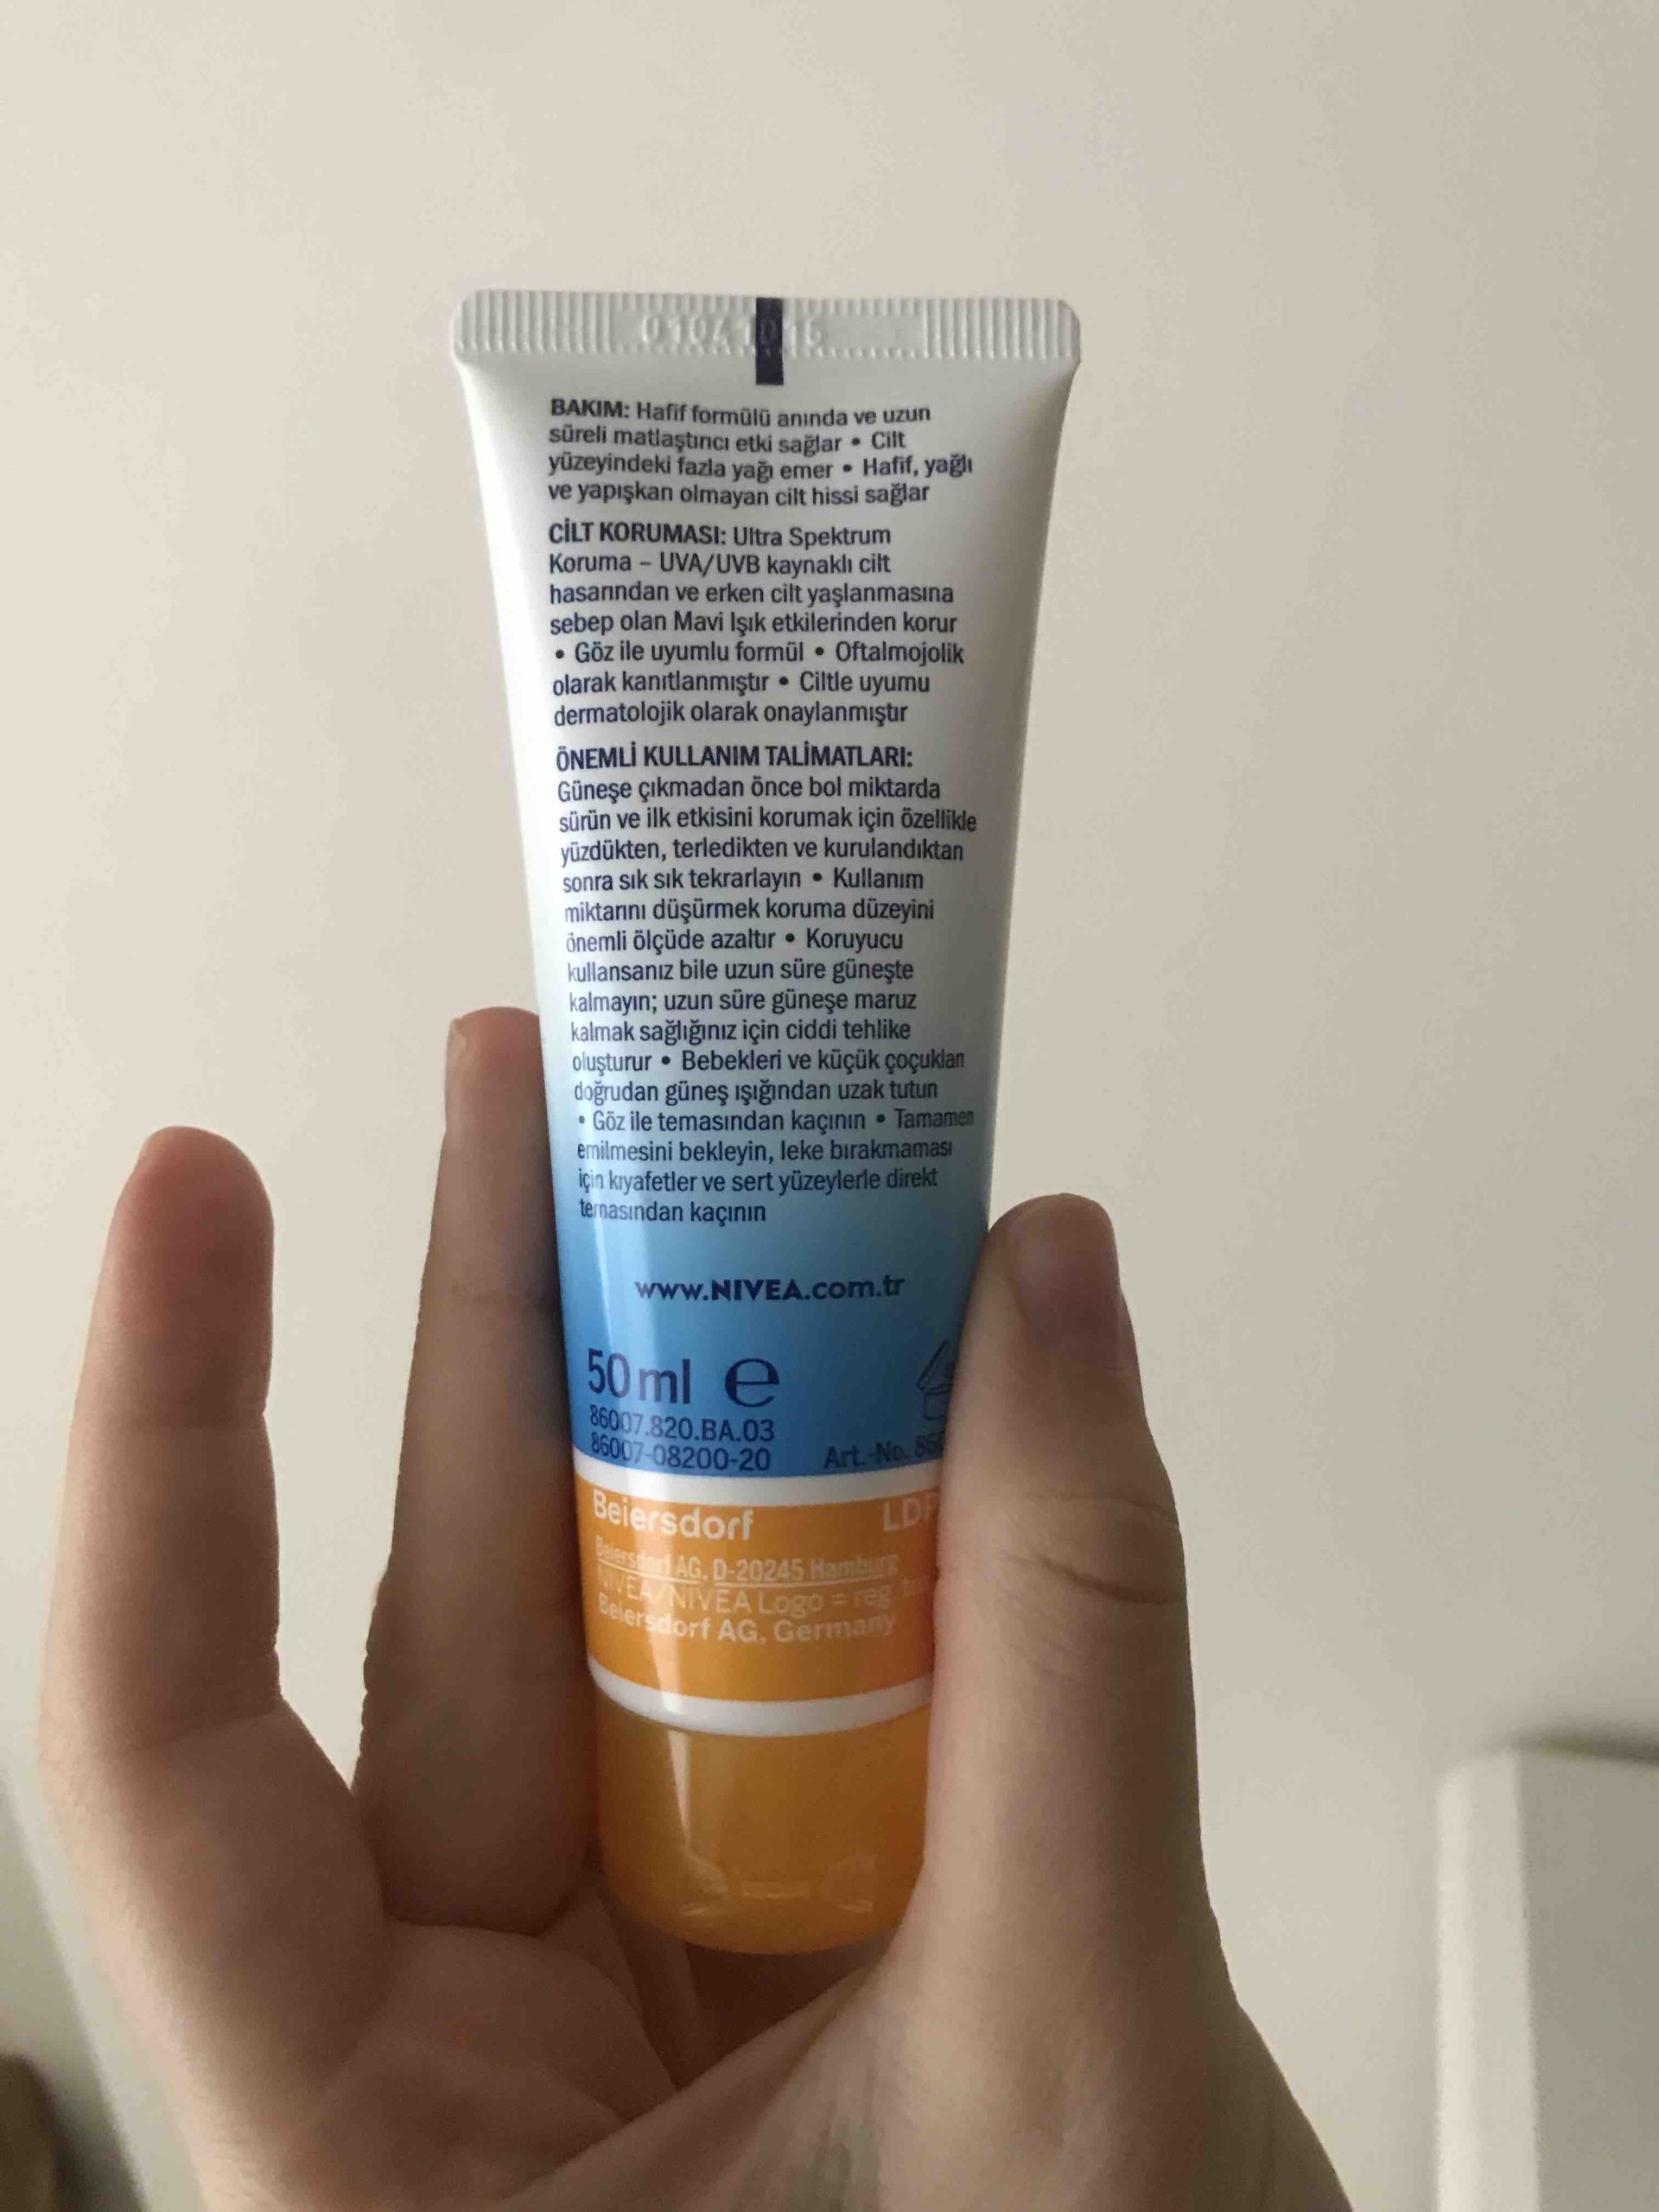 BAKIM: Hafif formülü anında ve uzun
süreli matlaştırıcı etki sağlar • Cilt
yüzeyindeki fazla yağı emer • Hafif, yağlı
ve yapışkan olmayan cilt hissi sağlar
CİLT KORUMASI: Ultra Spektrum
Koruma – UVA/UVB kaynaklı cilt
hasarından ve erken cilt yaşlanmasına
sebep olan Mavi Işık etkilerinden korur
• Göz ile uyumlu formül • Oftalmojolik
olarak kanıtlanmıştır • Ciltle uyumu
dermatolojik olarak onaylanmıştır
ÖNEMLİ KULLANIM TALİMATLARI:
Güneşe çıkmadan önce bol miktarda
sürün ve ilk etkisini korumak için özellikle
yüzdükten, terledikten ve kurulandıktan
sonra sık sık tekrarlayın • Kullanım
miktarını düşürmek koruma düzeyini
önemli ölçüde azaltır • Koruyucu
kullansanız bile uzun süre güneşte
kalmayın; uzun süre güneşe maruz
kalmak sağlığınız için ciddi tehlike
oluşturur • Bebekleri ve küçük çoçukları
doğrudan güneş ışığından uzak tutun
• Göz ile temasından kaçının • Tamamen
emilmesini bekleyin, leke bırakmaması
için kıyafetler ve sert yüzeylerle direkt
temasından kaçının
www.NIVEA.com.tr
50 ml e
86007.820.BA.03
86007-08200-20 Art.-No.
Beiersdorf
Beiersdorf AG, D-20245 Hamburg
NIVEA/NIVEA Logo = reg.
Beiersdorf AG, Germany